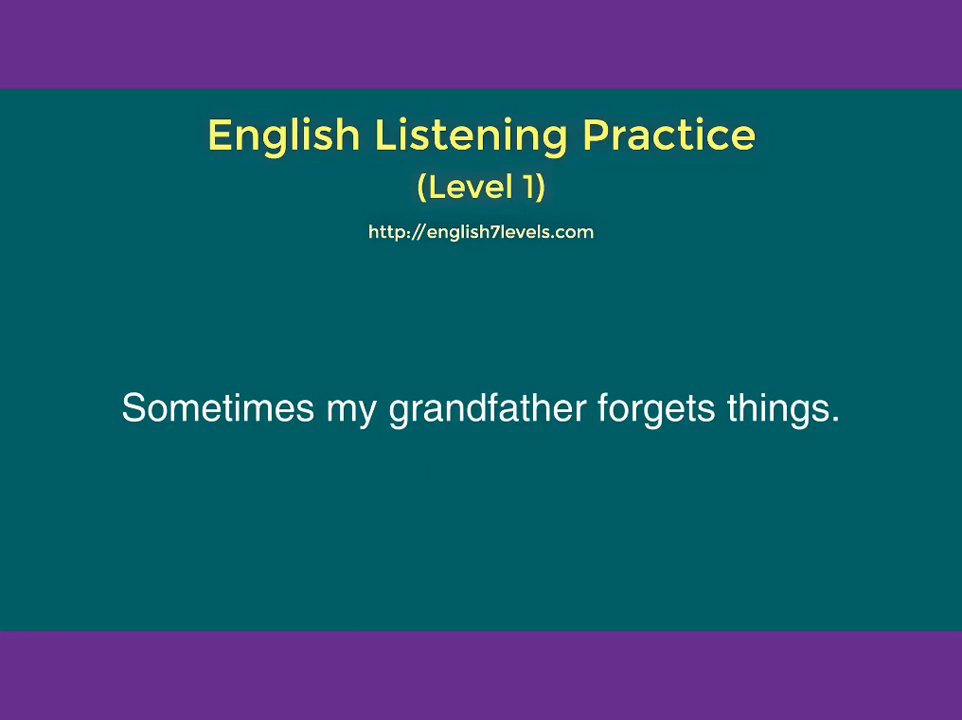 English Listening Practice
(Level 1)
http://english7levels.com
Sometimes my grandfather forgets things.